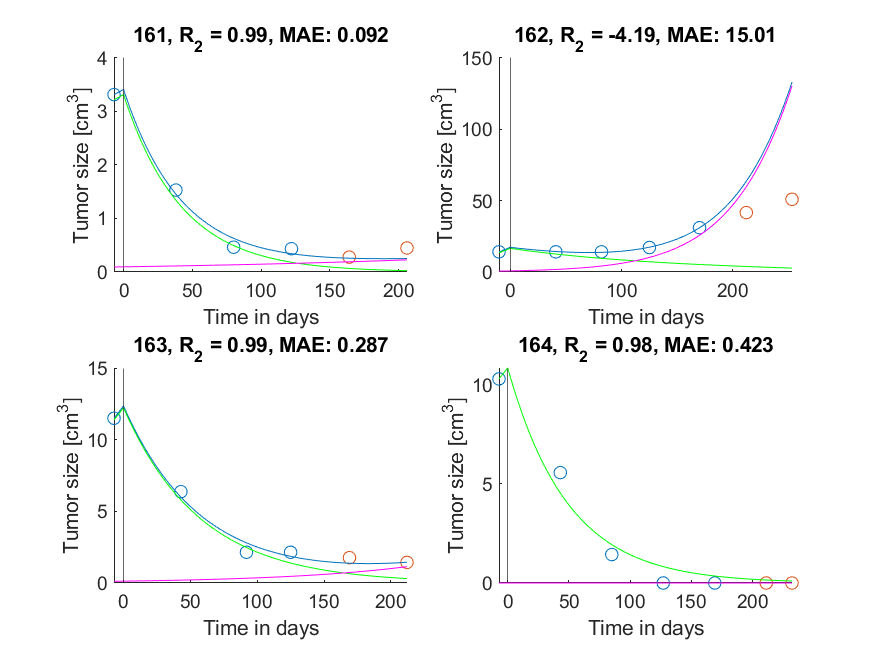 161, R2 = 0.99, MAE: 0.092
4
3
2
1
0
Tumor size [cm3]
0 50 100 150 200
Time in days
162, R2 = -4.19, MAE: 15.01
150
100
50
0
Tumor size [cm3]
0 100 200
Time in days
163, R2 = 0.99, MAE: 0.287
15
10
5
0
Tumor size [cm3]
0 50 100 150 200
Time in days
164, R2 = 0.98, MAE: 0.423
10
5
0
Tumor size [cm3]
0 50 100 150 200
Time in days